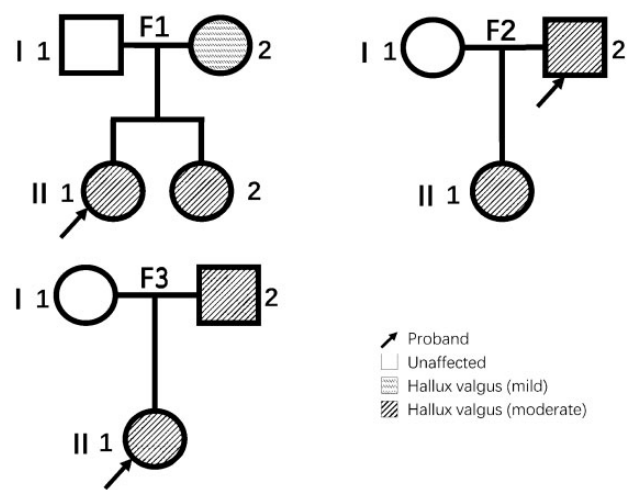 F1
I 1 2
II 1 2
F2
I 1 2
II 1
F3
I 1 2
II 1
Proband
Unaffected
Hallux valgus (mild)
Hallux valgus (moderate)